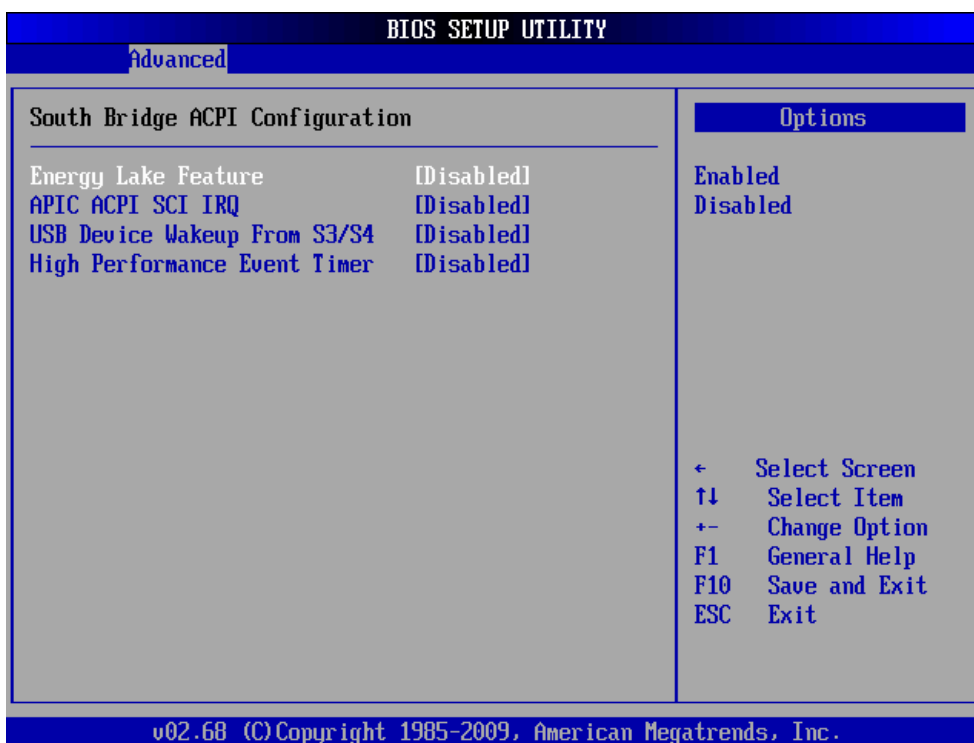 BIOS SETUP UTILITY
Advanced
South Bridge ACPI Configuration
Energy Lake Feature [Disabled]
APIC ACPI SCI IRQ [Disabled]
USB Device Wakeup From S3/S4 [Disabled]
High Performance Event Timer [Disabled]
Options
Enabled
Disabled
← Select Screen
↑↓ Select Item
+- Change Option
F1 General Help
F10 Save and Exit
ESC Exit
v02.68 (C)Copyright 1985-2009, American Megatrends, Inc.